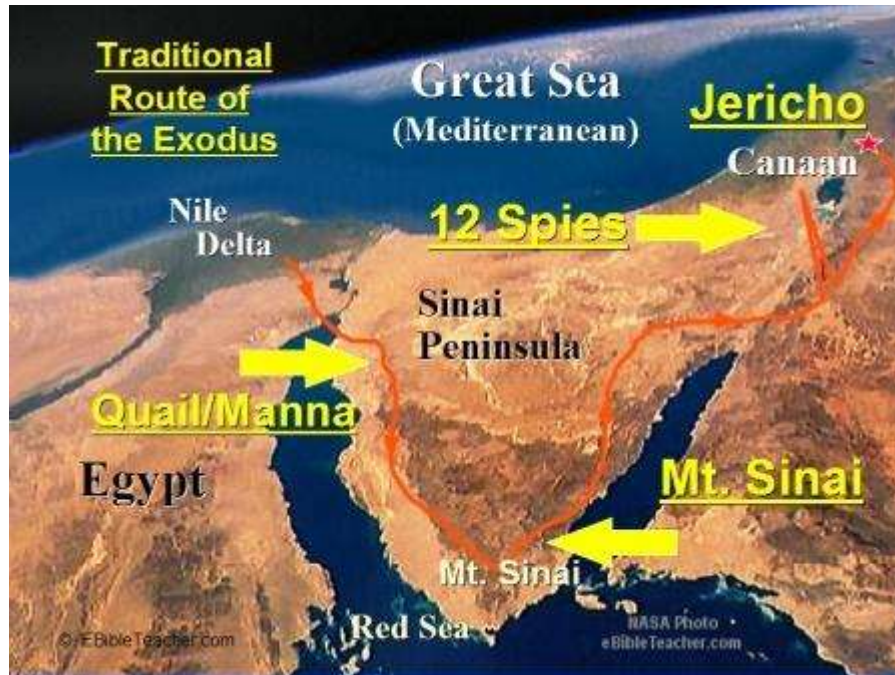 Traditional
Route of
the Exodus
Great Sea
(Mediterranean)
Jericho
Canaan
Nile
Delta
12 Spies
Sinai
Peninsula
Quail/Manna
Egypt
Mt. Sinai
Mt. Sinai
Red Sea
© EBibleTeacher.com
NASA Photo •
eBibleTeacher.com